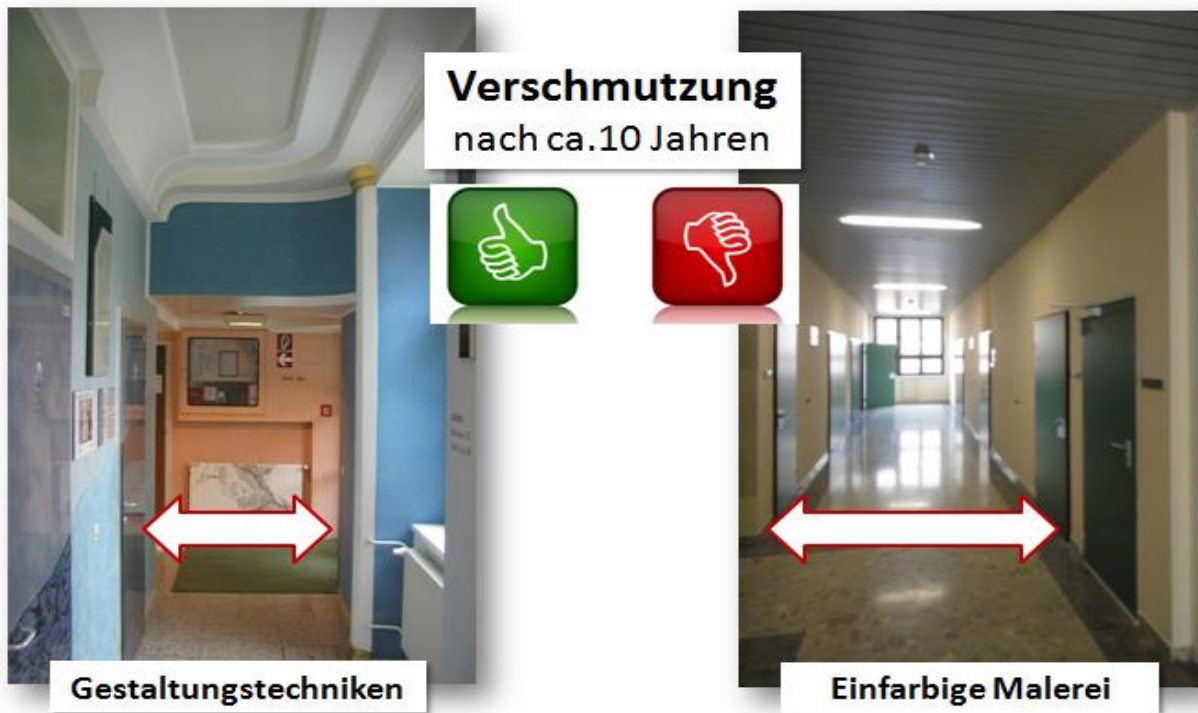 Verschmutzung
nach ca.10 Jahren
Gestaltungstechniken
Einfarbige Malerei